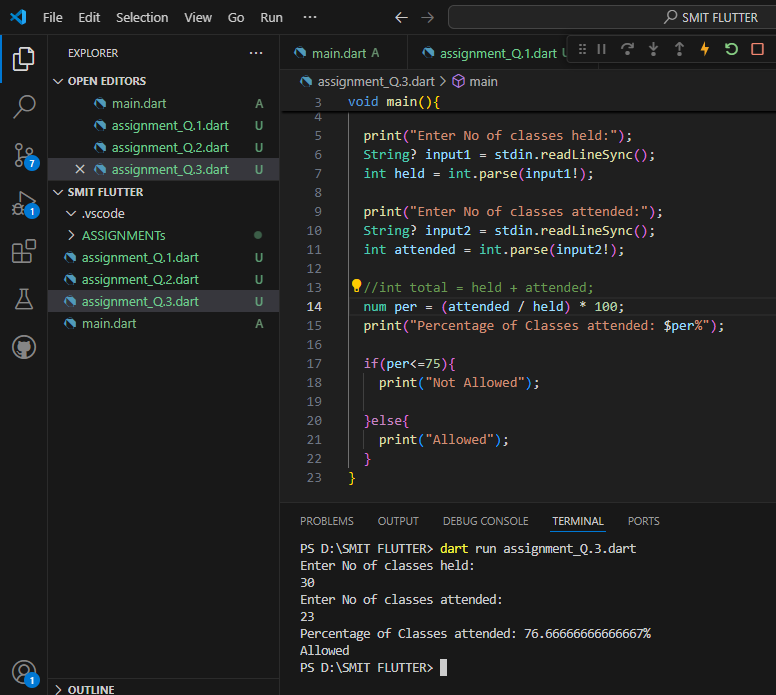 File Edit Selection View Go Run ··· SMIT FLUTTER
EXPLORER ···
OPEN EDITORS
main.dart A
assignment_Q.1.dart U
assignment_Q.2.dart U
assignment_Q.3.dart U
SMIT FLUTTER
.vscode
ASSIGNMENTs
assignment_Q.1.dart U
assignment_Q.2.dart U
assignment_Q.3.dart U
main.dart A
OUTLINE
7
1
1
main.dart A assignment_Q.1.dart
assignment_Q.3.dart > main
3 void main(){
4
5 print("Enter No of classes held:");
6 String? input1 = stdin.readLineSync();
7 int held = int.parse(input1!);
8
9 print("Enter No of classes attended:");
10 String? input2 = stdin.readLineSync();
11 int attended = int.parse(input2!);
12
13 //int total = held + attended;
14 num per = (attended / held) * 100;
15 print("Percentage of Classes attended: $per%");
16
17 if(per<=75){
18 print("Not Allowed");
19
20 }else{
21 print("Allowed");
22 }
23 }
PROBLEMS OUTPUT DEBUG CONSOLE TERMINAL PORTS
PS D:\SMIT FLUTTER> dart run assignment_Q.3.dart
Enter No of classes held:
30
Enter No of classes attended:
23
Percentage of Classes attended: 76.66666666666667%
Allowed
PS D:\SMIT FLUTTER>